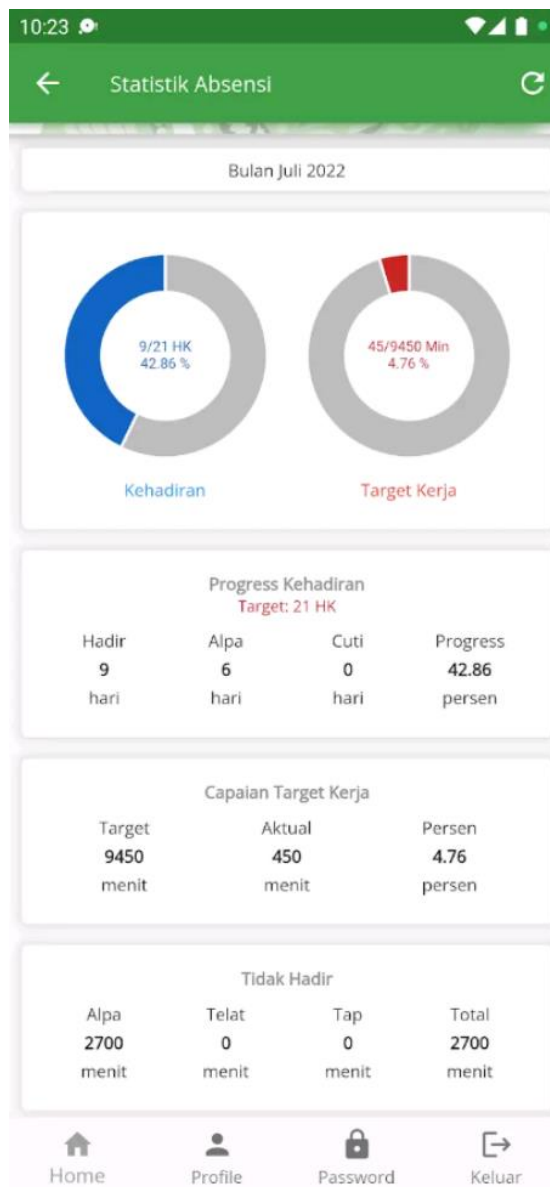 10:23
Statistik Absensi
Bulan Juli 2022
9/21 HK
42.86 %
45/9450 Min
4.76 %
Kehadiran
Target Kerja
Progress Kehadiran
Target: 21 HK
Hadir Alpa Cuti Progress
9 6 0 42.86
hari hari hari persen
Capaian Target Kerja
Target Aktual Persen
9450 450 4.76
menit menit persen
Tidak Hadir
Alpa Telat Tap Total
2700 0 0 2700
menit menit menit menit
Home Profile Password Keluar